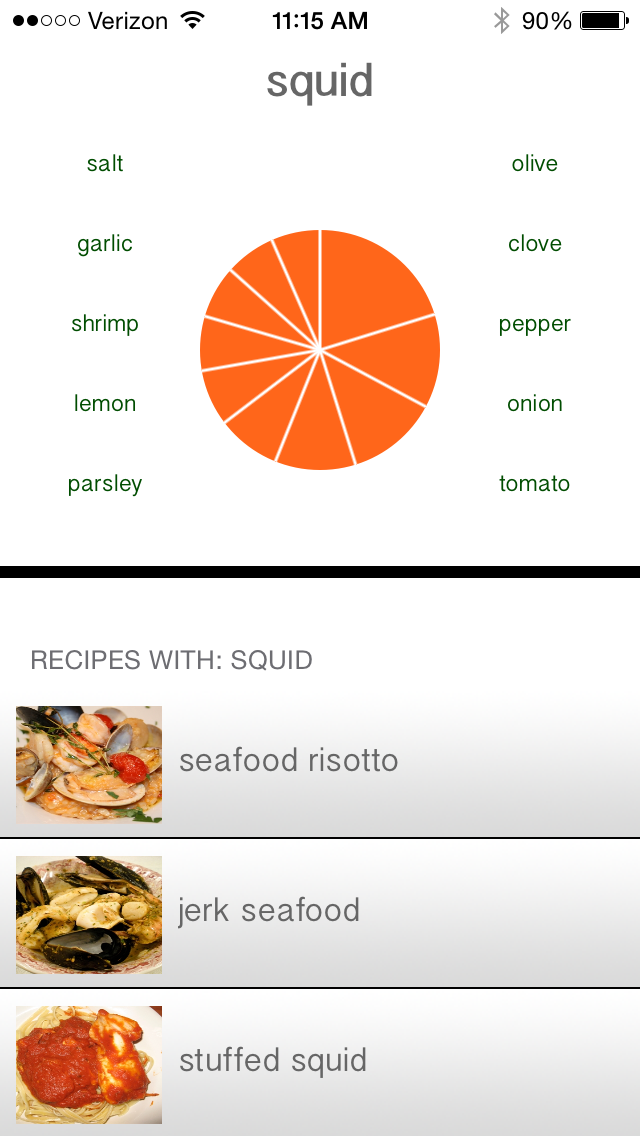 Verizon 11:15 AM 90%
squid
salt olive
garlic clove
shrimp pepper
lemon onion
parsley tomato
RECIPES WITH: SQUID
seafood risotto
jerk seafood
stuffed squid